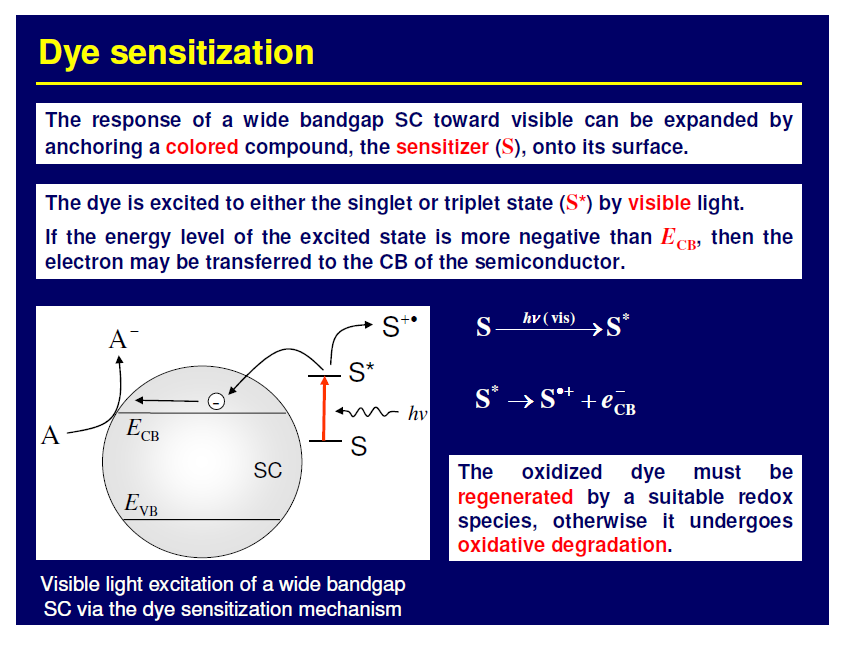 Dye sensitization
The response of a wide bandgap SC toward visible can be expanded by
anchoring a colored compound, the sensitizer (S), onto its surface.
The dye is excited to either the singlet or triplet state (S*) by visible light.
If the energy level of the excited state is more negative than E_CB, then the
electron may be transferred to the CB of the semiconductor.
A⁻
S⁺•
S*
hν
A
E_CB
S
SC
E_VB
Visible light excitation of a wide bandgap
SC via the dye sensitization mechanism
S hν (vis) → S*
S* → S•⁺ + e⁻_CB
The oxidized dye must be
regenerated by a suitable redox
species, otherwise it undergoes
oxidative degradation.